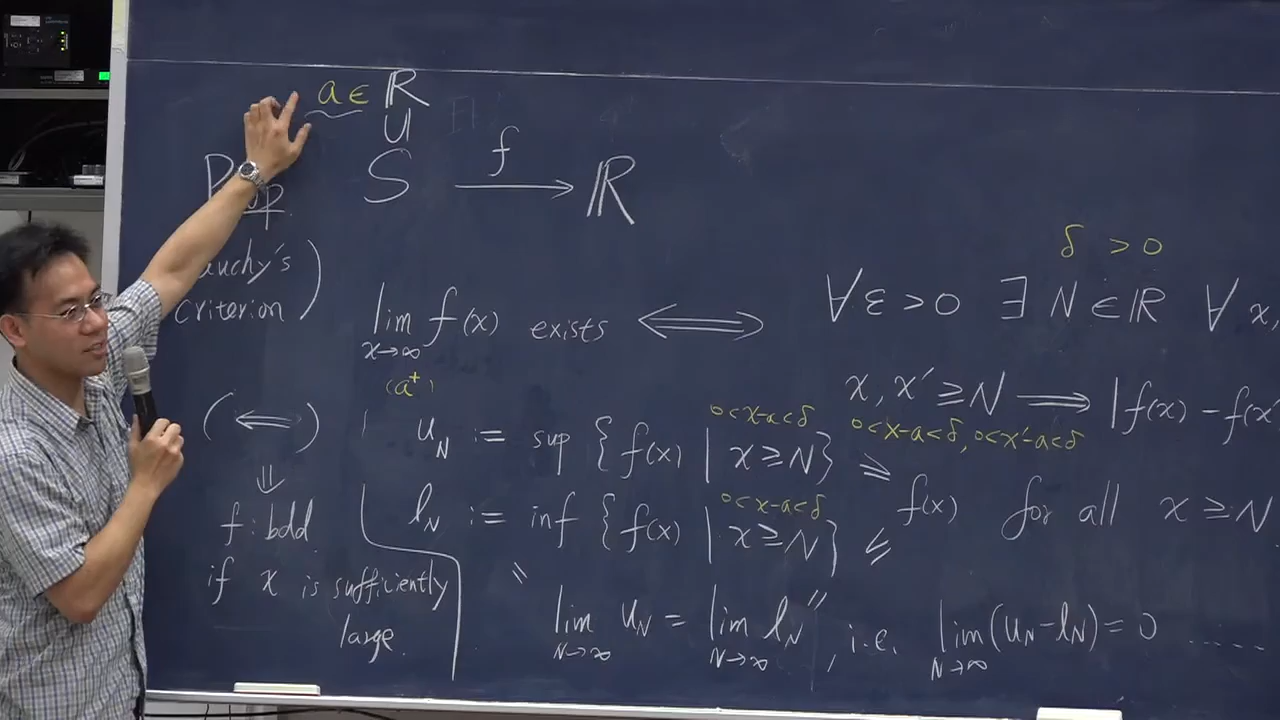 a ∈ ℝ
∪
Prop. S f → ℝ
Cauchy's criterion)
δ > 0
lim x→∞ f(x) exists ⟺ ∀ε > 0 ∃ N ∈ ℝ ∀ x,
(a⁺)
x, x′ ≥ N ⟹ |f(x) − f(x′
0<x-a<δ 0<x-a<δ, 0<x′-a<δ
(⟸) u_N := sup { f(x) | x ≥ N } ≥
⇓
0<x-a<δ
f: bdd. l_N := inf { f(x) | x ≥ N } ≤ f(x) for all x ≥ N
if x is sufficiently large.
" lim N→∞ u_N = lim N→∞ l_N ", i.e. lim N→∞ (u_N − l_N) = 0 ......